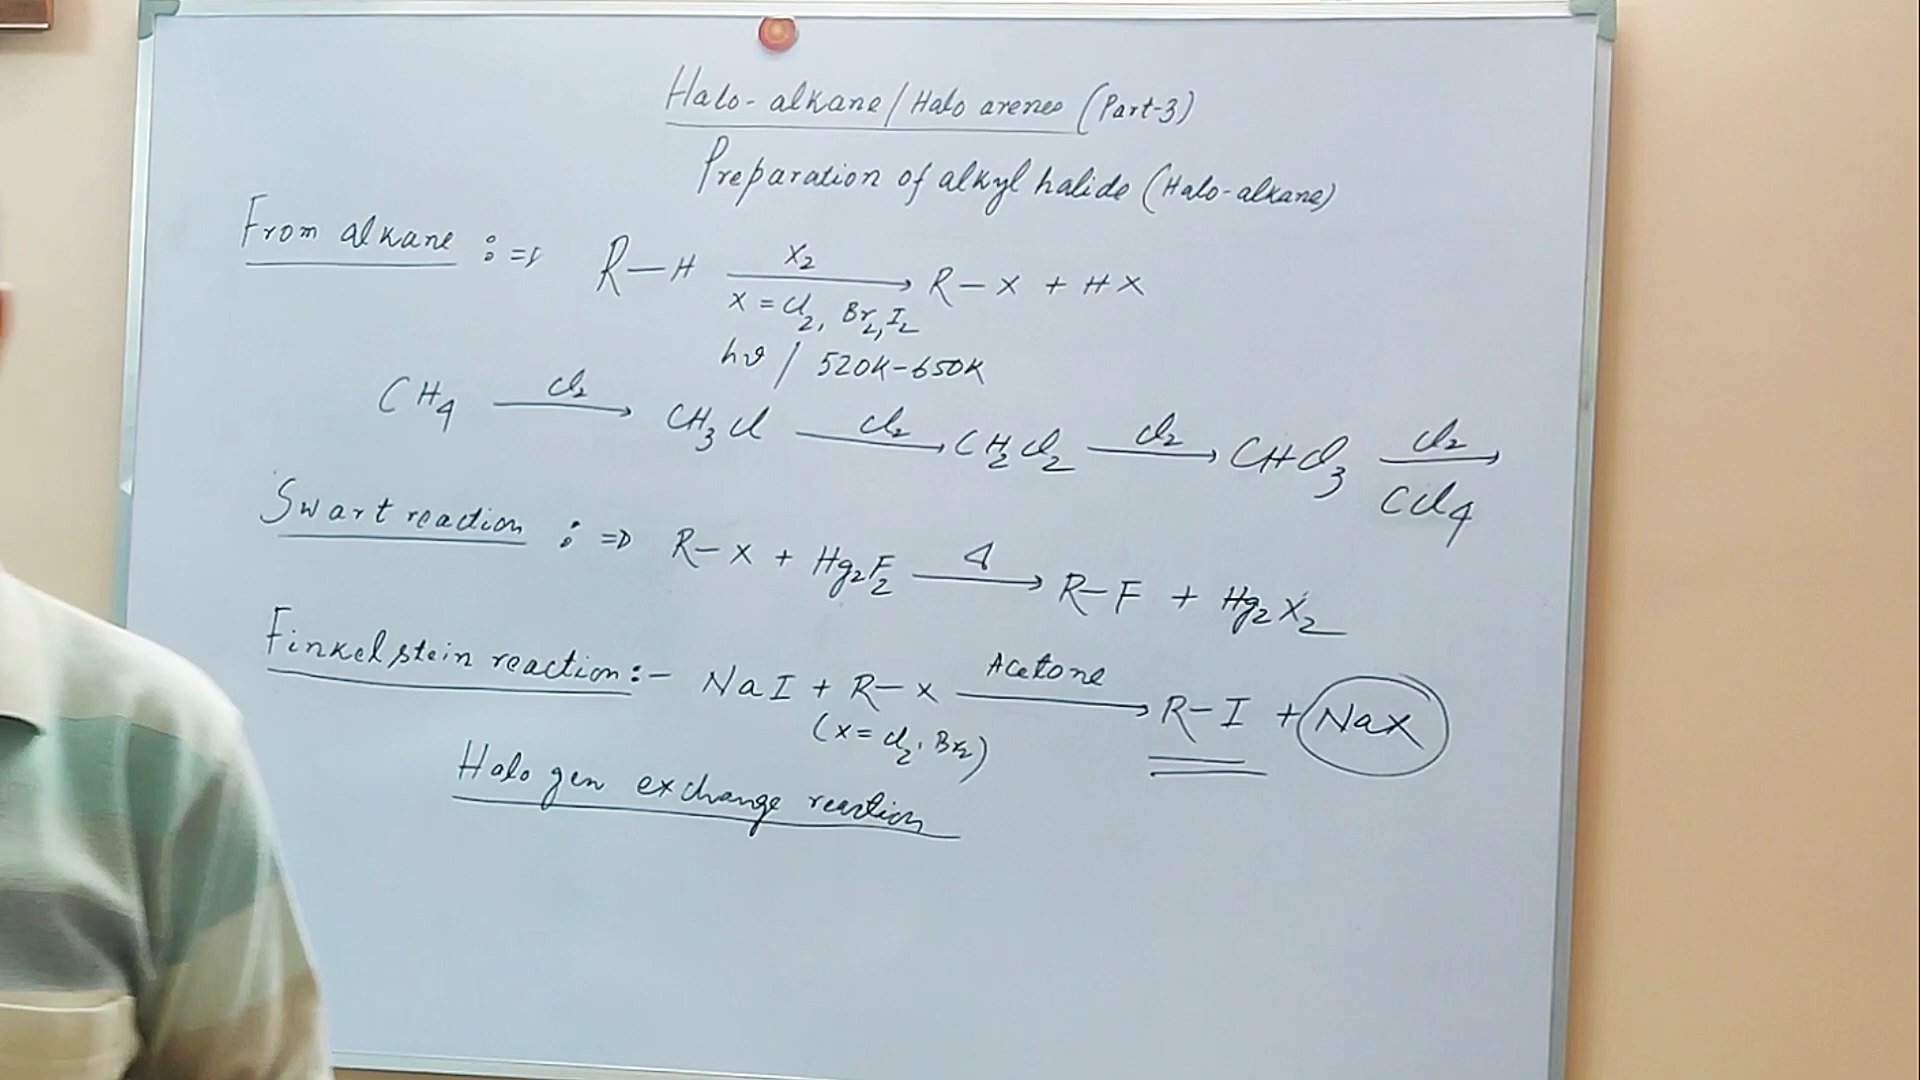 Halo-alkane/Halo arenes (Part-3)
Preparation of alkyl halide (Halo-alkane)
From alkane :⇒ R—H —X₂→ R—X + HX
X = Cl₂, Br₂, I₂
hν / 520K-650K
CH₄ —Cl₂→ CH₃Cl —Cl₂→ CH₂Cl₂ —Cl₂→ CHCl₃ —Cl₂→
CCl₄
Swart reaction :⇒ R—X + Hg₂F₂ —Δ→ R—F + Hg₂X₂
Finkelstein reaction :- NaI + R—X —Acetone→ R—I + NaX
(X = Cl₂, Br₂)
Halogen exchange reaction